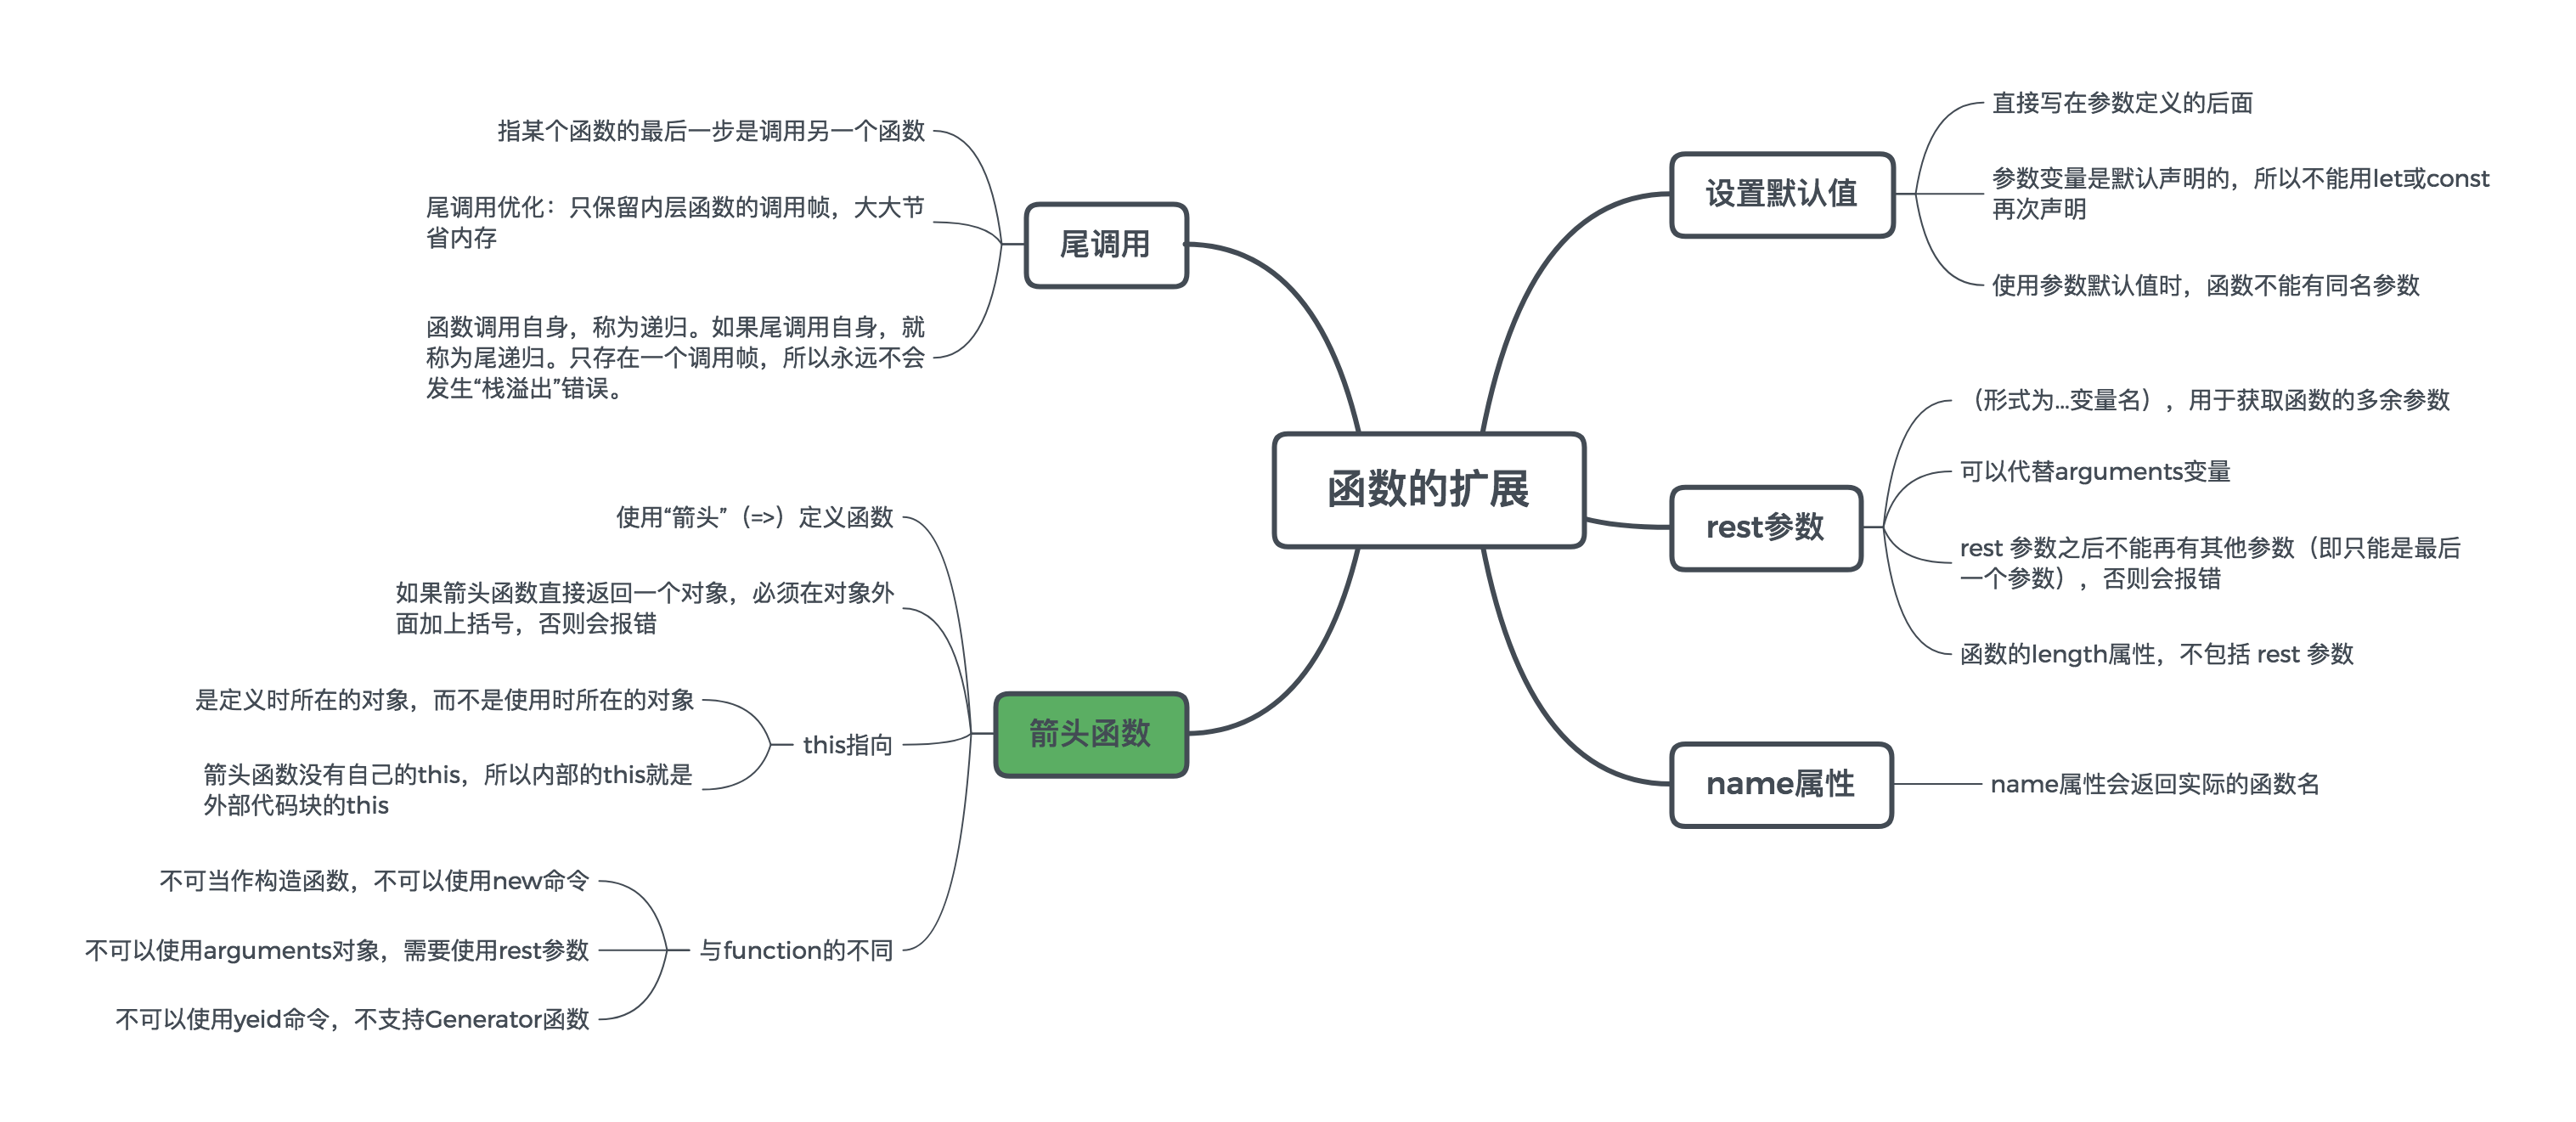 函数的扩展
设置默认值
直接写在参数定义的后面
参数变量是默认声明的，所以不能用let或const
再次声明
使用参数默认值时，函数不能有同名参数
rest参数
（形式为...变量名），用于获取函数的多余参数
可以代替arguments变量
rest 参数之后不能再有其他参数（即只能是最后
一个参数），否则会报错
函数的length属性，不包括 rest 参数
name属性
name属性会返回实际的函数名
尾调用
指某个函数的最后一步是调用另一个函数
尾调用优化：只保留内层函数的调用帧，大大节
省内存
函数调用自身，称为递归。如果尾调用自身，就
称为尾递归。只存在一个调用帧，所以永远不会
发生“栈溢出”错误。
箭头函数
使用“箭头”（=>）定义函数
如果箭头函数直接返回一个对象，必须在对象外
面加上括号，否则会报错
this指向
是定义时所在的对象，而不是使用时所在的对象
箭头函数没有自己的this，所以内部的this就是
外部代码块的this
与function的不同
不可当作构造函数，不可以使用new命令
不可以使用arguments对象，需要使用rest参数
不可以使用yeid命令，不支持Generator函数